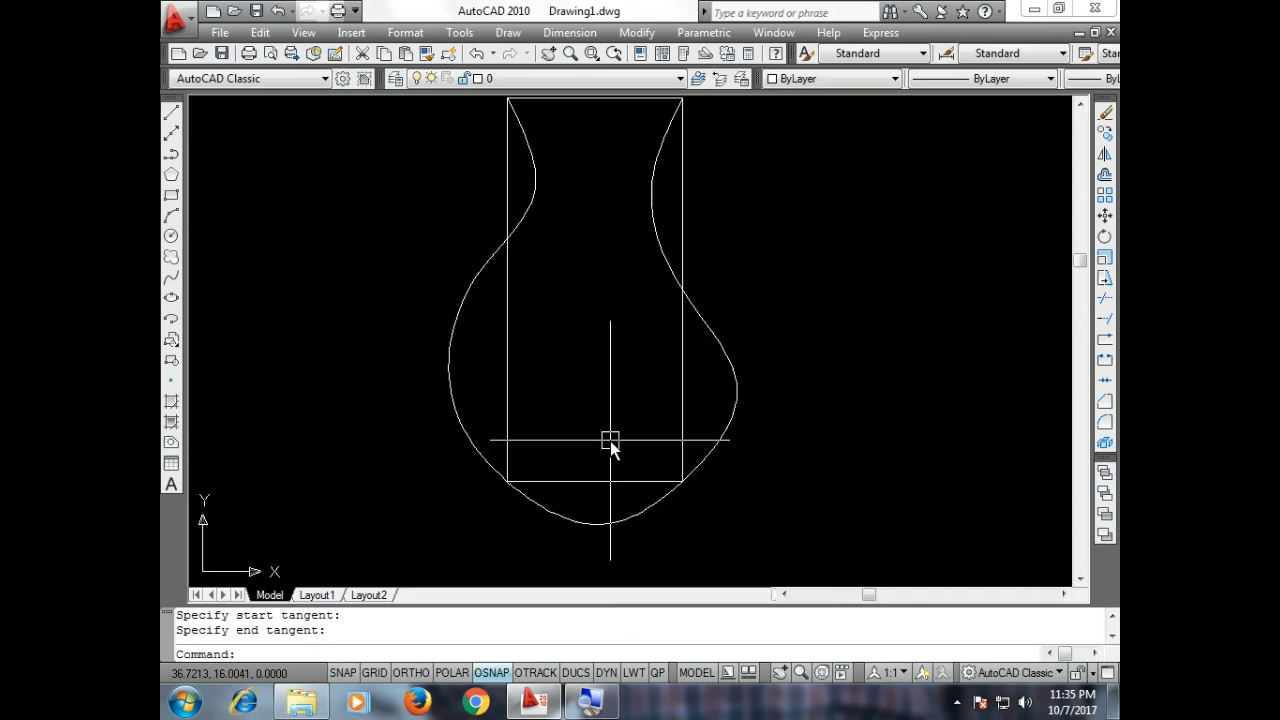 AutoCAD 2010 Drawing1.dwg
Type a keyword or phrase
File Edit View Insert Format Tools Draw Dimension Modify Parametric Window Help Express
Standard Standard Star
AutoCAD Classic 0 ByLayer ByLayer ByL
A
Y
X
Model Layout1 Layout2
Specify start tangent:
Specify end tangent:
Command:
36.7213, 16.0041, 0.0000 SNAP GRID ORTHO POLAR OSNAP OTRACK DUCS DYN LWT QP MODEL 1:1 AutoCAD Classic
11:35 PM
10/7/2017